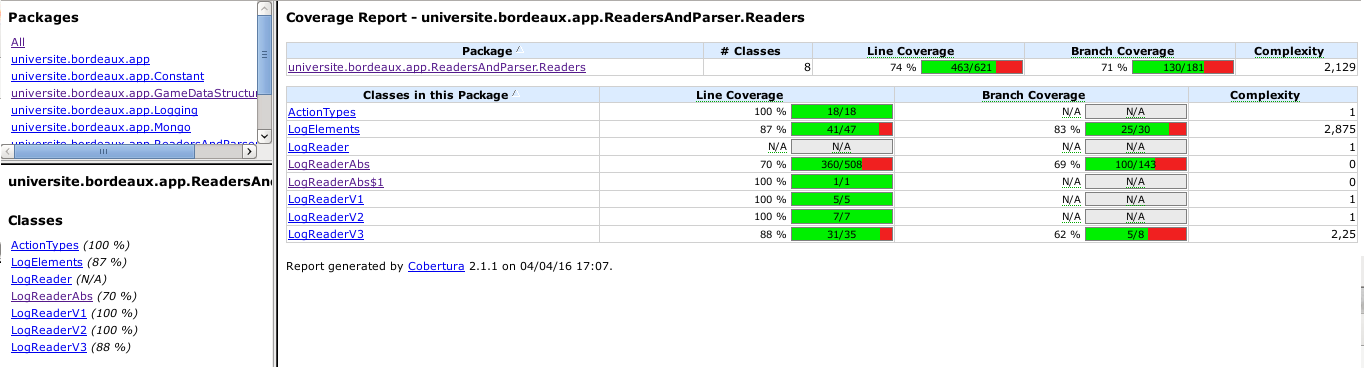 Packages
All
universite.bordeaux.app
universite.bordeaux.app.Constant
universite.bordeaux.app.GameDataStructur
universite.bordeaux.app.Logging
universite.bordeaux.app.Mongo
universite.bordeaux.app.ReadersAndParser
universite.bordeaux.app.ReadersAn
Classes
ActionTypes (100 %)
LogElements (87 %)
LogReader (N/A)
LogReaderAbs (70 %)
LogReaderV1 (100 %)
LogReaderV2 (100 %)
LogReaderV3 (88 %)
Coverage Report - universite.bordeaux.app.ReadersAndParser.Readers
Package # Classes Line Coverage Branch Coverage Complexity
universite.bordeaux.app.ReadersAndParser.Readers 8 74 % 463/621 71 % 130/181 2,129
Classes in this Package Line Coverage Branch Coverage Complexity
ActionTypes 100 % 18/18 N/A N/A 1
LogElements 87 % 41/47 83 % 25/30 2,875
LogReader N/A N/A N/A N/A 1
LogReaderAbs 70 % 360/508 69 % 100/143 0
LogReaderAbs$1 100 % 1/1 N/A N/A 0
LogReaderV1 100 % 5/5 N/A N/A 1
LogReaderV2 100 % 7/7 N/A N/A 1
LogReaderV3 88 % 31/35 62 % 5/8 2,25
Report generated by Cobertura 2.1.1 on 04/04/16 17:07.